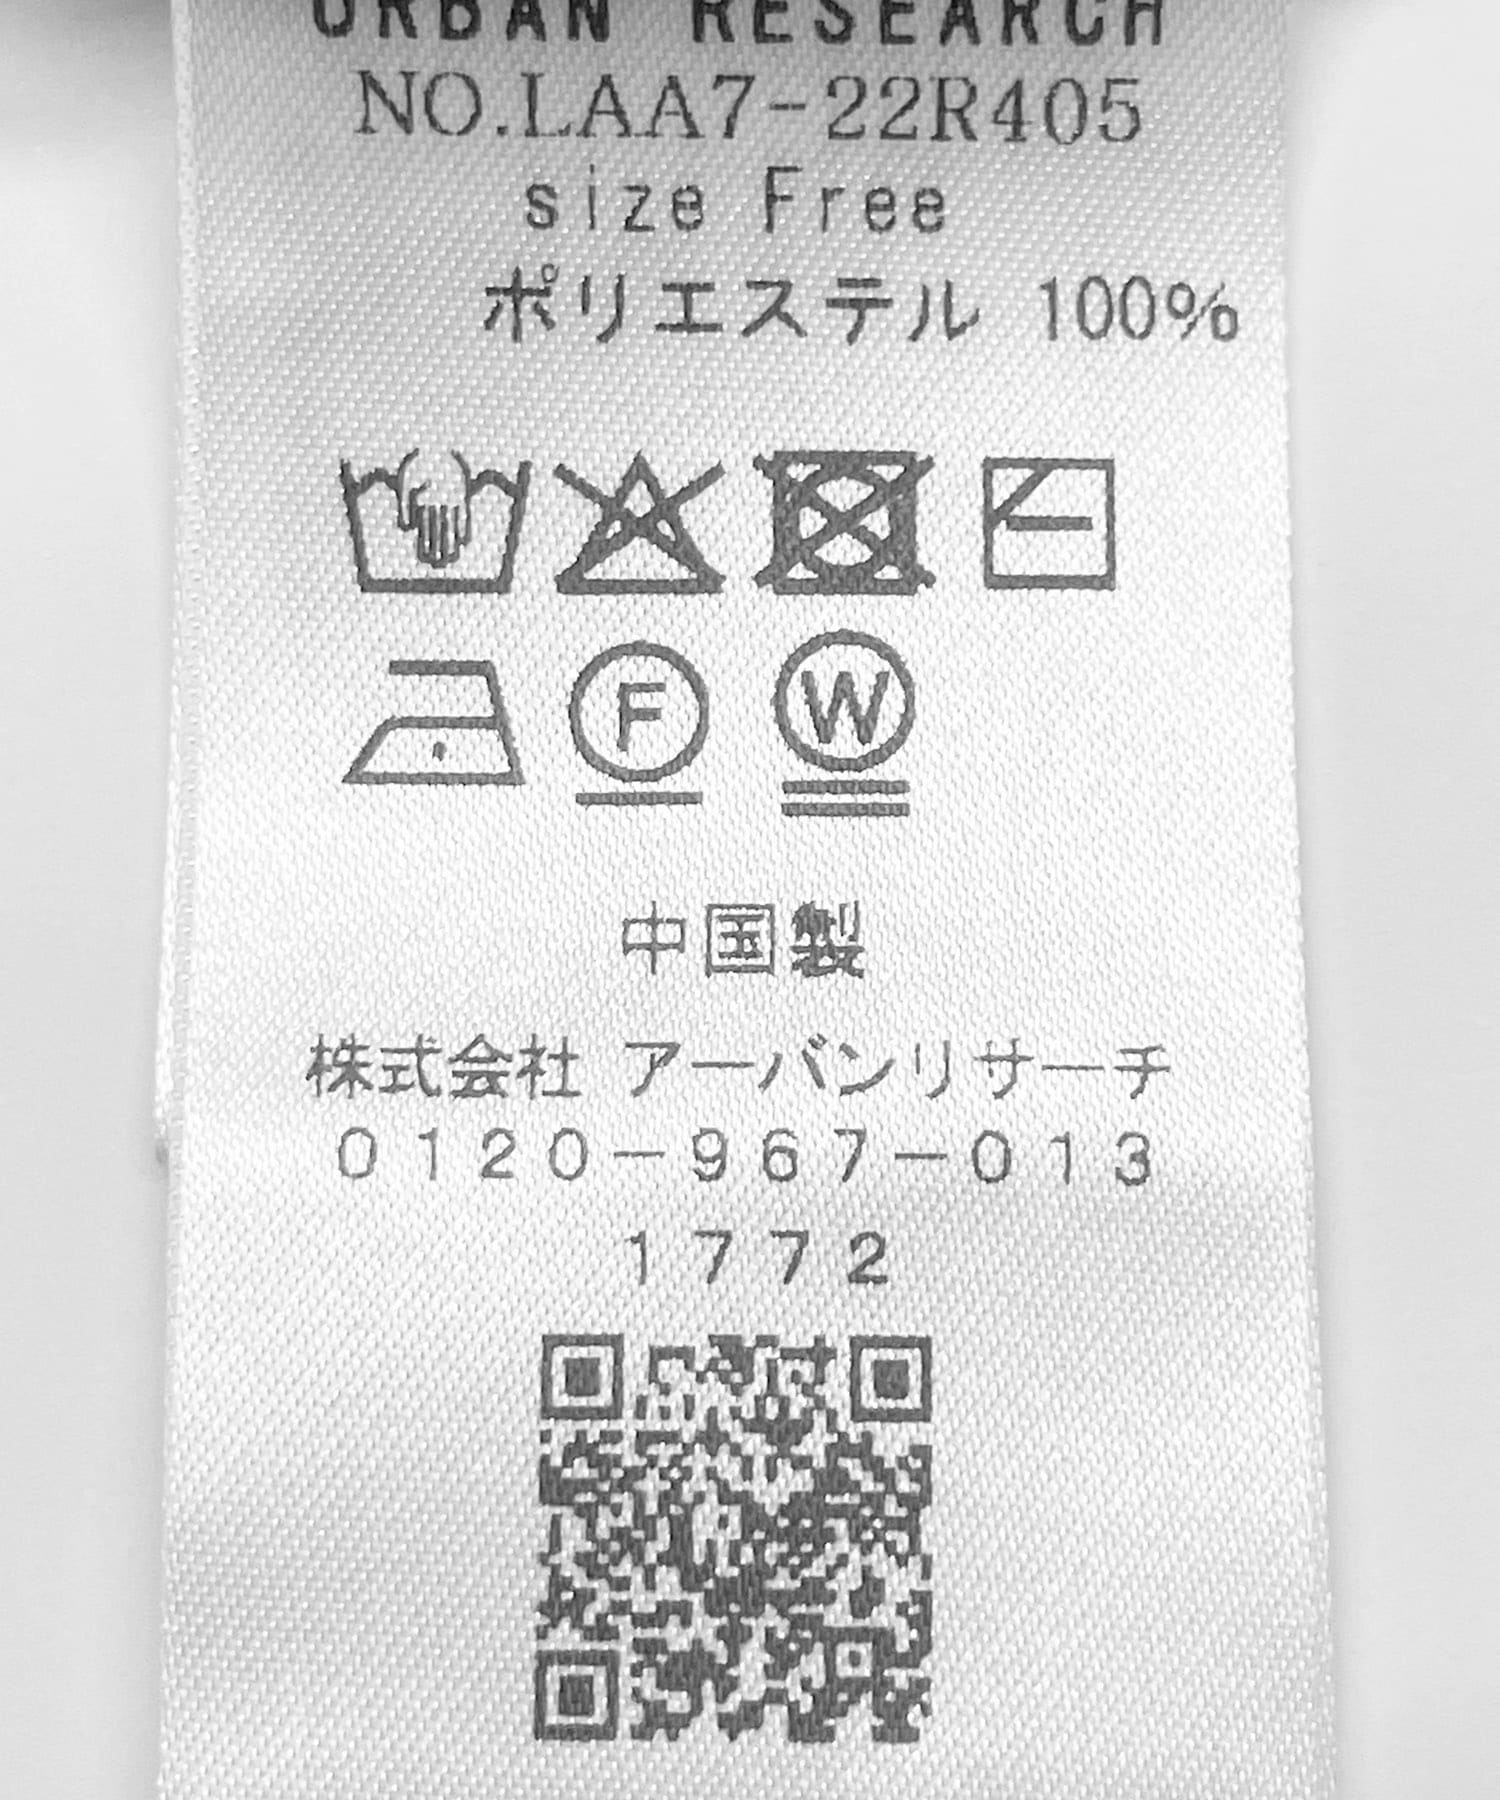 URBAN RESEARCH
NO.LAA7-22R405
size Free
ポリエステル 100%
F
W
中国製
株式会社 アーバンリサーチ
0120-967-013
1772